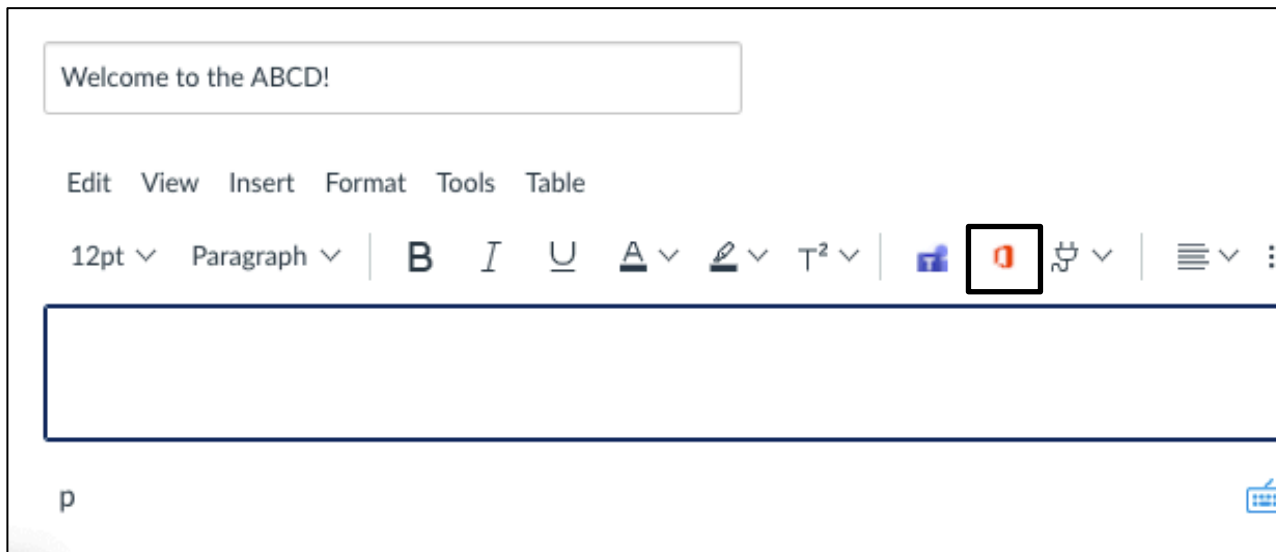 Welcome to the ABCD!
Edit View Insert Format Tools Table
12pt Paragraph B I U A T²
p